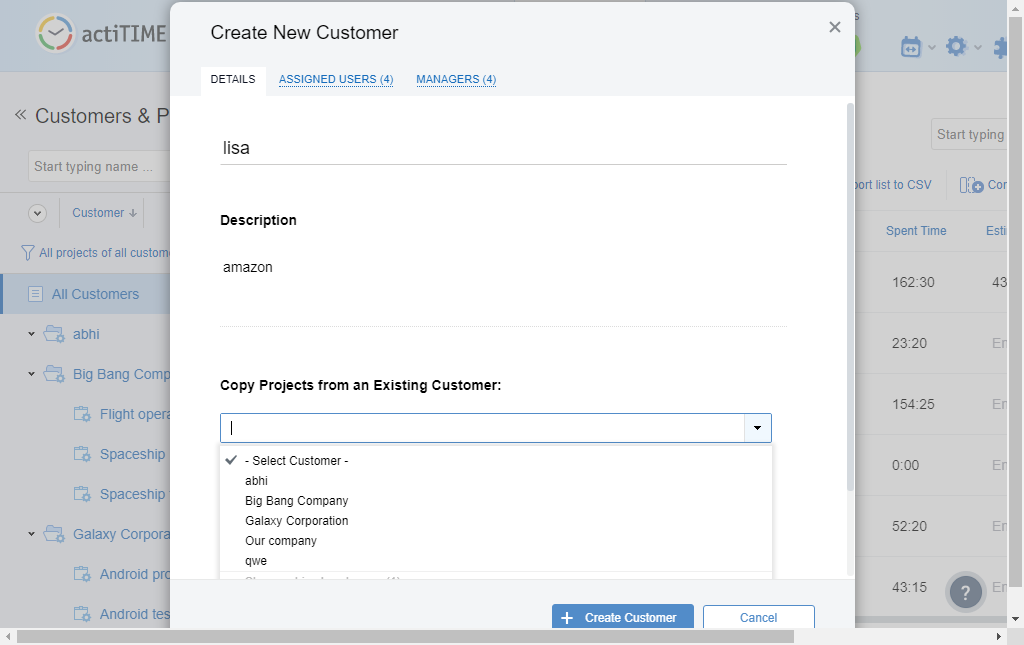 actiTIME
Create New Customer
DETAILS
ASSIGNED USERS (4)
MANAGERS (4)
Customers & P
Start typing name ...
Customer
All projects of all custom
All Customers
abhi
Big Bang Comp
Flight opera
Spaceship
Spaceship
Galaxy Corpora
Android pro
Android tes
lisa
Description
amazon
Copy Projects from an Existing Customer:
- Select Customer -
abhi
Big Bang Company
Galaxy Corporation
Our company
qwe
+ Create Customer
Cancel
Start typing
ort list to CSV
Con
Spent Time
Esti
162:30
43
23:20
En
154:25
En
0:00
En
52:20
En
43:15
En
?